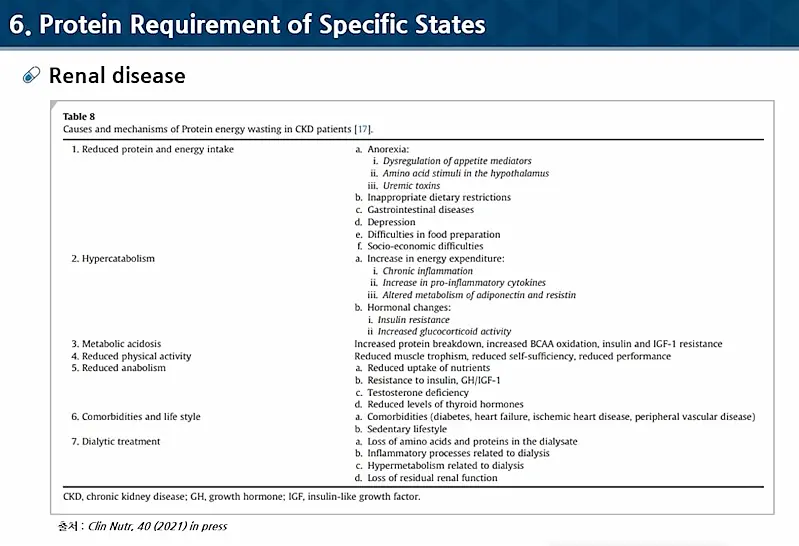 6. Protein Requirement of Specific States
Renal disease
Table 8
Causes and mechanisms of Protein energy wasting in CKD patients [17].
1. Reduced protein and energy intake
a. Anorexia:
i. Dysregulation of appetite mediators
ii. Amino acid stimuli in the hypothalamus
iii. Uremic toxins
b. Inappropriate dietary restrictions
c. Gastrointestinal diseases
d. Depression
e. Difficulties in food preparation
f. Socio-economic difficulties
2. Hypercatabolism
a. Increase in energy expenditure:
i. Chronic inflammation
ii. Increase in pro-inflammatory cytokines
iii. Altered metabolism of adiponectin and resistin
b. Hormonal changes:
i. Insulin resistance
ii Increased glucocorticoid activity
3. Metabolic acidosis Increased protein breakdown, increased BCAA oxidation, insulin and IGF-1 resistance
4. Reduced physical activity Reduced muscle trophism, reduced self-sufficiency, reduced performance
5. Reduced anabolism
a. Reduced uptake of nutrients
b. Resistance to insulin, GH/IGF-1
c. Testosterone deficiency
d. Reduced levels of thyroid hormones
6. Comorbidities and life style
a. Comorbidities (diabetes, heart failure, ischemic heart disease, peripheral vascular disease)
b. Sedentary lifestyle
7. Dialytic treatment
a. Loss of amino acids and proteins in the dialysate
b. Inflammatory processes related to dialysis
c. Hypermetabolism related to dialysis
d. Loss of residual renal function
CKD, chronic kidney disease; GH, growth hormone; IGF, insulin-like growth factor.
출처 : Clin Nutr, 40 (2021) in press